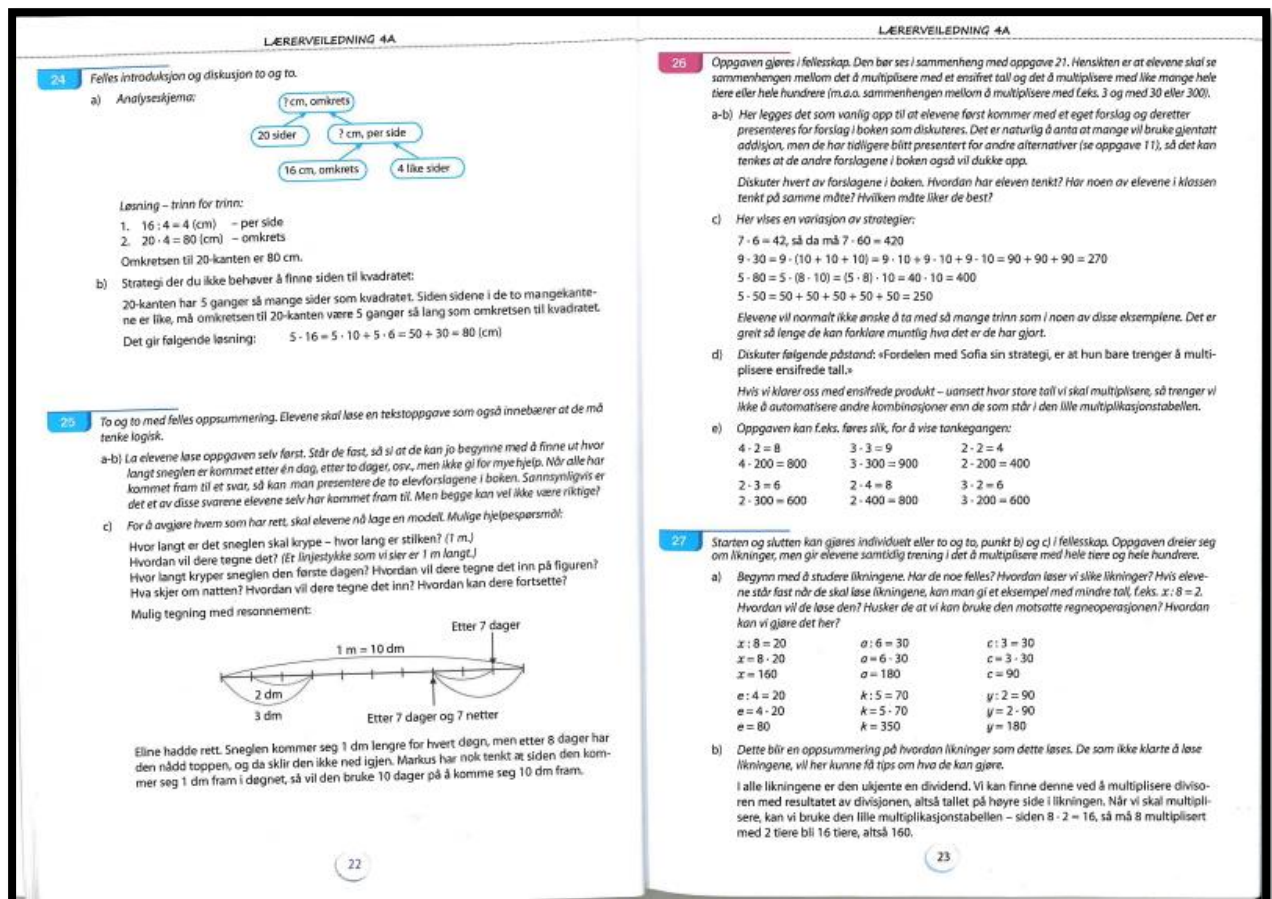 LÆRERVEILEDNING 4A
24
Felles introduksjon og diskusjon to og to.
a) Analyseskjema:
? cm, omkrets
20 sider
? cm, per side
16 cm, omkrets
4 like sider
Løsning – trinn for trinn:
1. 16 : 4 = 4 (cm) – per side
2. 20 · 4 = 80 (cm) – omkrets
Omkretsen til 20-kanten er 80 cm.
b) Strategi der du ikke behøver å finne siden til kvadratet:
20-kanten har 5 ganger så mange sider som kvadratet. Siden sidene i de to mangekante-
ne er like, må omkretsen til 20-kanten være 5 ganger så lang som omkretsen til kvadratet.
Det gir følgende løsning: 5 · 16 = 5 · 10 + 5 · 6 = 50 + 30 = 80 (cm)
25
To og to med felles oppsummering. Elevene skal løse en tekstoppgave som også innebærer at de må
tenke logisk.
a-b) La elevene løse oppgaven selv først. Står de fast, så si at de kan jo begynne med å finne ut hvor
langt sneglen er kommet etter én dag, etter to dager, osv., men ikke gi for mye hjelp. Når alle har
kommet fram til et svar, så kan man presentere de to elevforslagene i boken. Sannsynligvis er
det et av disse svarene elevene selv har kommet fram til. Men begge kan vel ikke være riktige?
c) For å avgjøre hvem som har rett, skal elevene nå lage en modell. Mulige hjelpespørsmål:
Hvor langt er det sneglen skal krype – hvor lang er stilken? (1 m.)
Hvordan vil dere tegne det? (Et linjestykke som vi sier er 1 m langt.)
Hvor langt kryper sneglen den første dagen? Hvordan vil dere tegne det inn på figuren?
Hva skjer om natten? Hvordan vil dere tegne det inn? Hvordan kan dere fortsette?
Mulig tegning med resonnement:
Etter 7 dager
1 m = 10 dm
2 dm
3 dm
Etter 7 dager og 7 netter
Eline hadde rett. Sneglen kommer seg 1 dm lengre for hvert døgn, men etter 8 dager har
den nådd toppen, og da sklir den ikke ned igjen. Markus har nok tenkt at siden den kom-
mer seg 1 dm fram i døgnet, så vil den bruke 10 dager på å komme seg 10 dm fram.
22
LÆRERVEILEDNING 4A
26
Oppgaven gjøres i fellesskap. Den bør ses i sammenheng med oppgave 21. Hensikten er at elevene skal se
sammenhengen mellom det å multiplisere med et ensifret tall og det å multiplisere med like mange hele
tiere eller hele hundrere (m.a.o. sammenhengen mellom å multiplisere med f.eks. 3 og med 30 eller 300).
a-b) Her legges det som vanlig opp til at elevene først kommer med et eget forslag og deretter
presenteres for forslag i boken som diskuteres. Det er naturlig å anta at mange vil bruke gjentatt
addisjon, men de har tidligere blitt presentert for andre alternativer (se oppgave 11), så det kan
tenkes at de andre forslagene i boken også vil dukke opp.
Diskuter hvert av forslagene i boken. Hvordan har eleven tenkt? Har noen av elevene i klassen
tenkt på samme måte? Hvilken måte liker de best?
c) Her vises en variasjon av strategier:
7 · 6 = 42, så da må 7 · 60 = 420
9 · 30 = 9 · (10 + 10 + 10) = 9 · 10 + 9 · 10 + 9 · 10 = 90 + 90 + 90 = 270
5 · 80 = 5 · (8 · 10) = (5 · 8) · 10 = 40 · 10 = 400
5 · 50 = 50 + 50 + 50 + 50 + 50 = 250
Elevene vil normalt ikke ønske å ta med så mange trinn som i noen av disse eksemplene. Det er
greit så lenge de kan forklare muntlig hva det er de har gjort.
d) Diskuter følgende påstand: «Fordelen med Sofia sin strategi, er at hun bare trenger å multi-
plisere ensifrede tall.»
Hvis vi klarer oss med ensifrede produkt – uansett hvor store tall vi skal multiplisere, så trenger vi
ikke å automatisere andre kombinasjoner enn de som står i den lille multiplikasjonstabellen.
e) Oppgaven kan f.eks. føres slik, for å vise tankegangen:
4 · 2 = 8 3 · 3 = 9 2 · 2 = 4
4 · 200 = 800 3 · 300 = 900 2 · 200 = 400
2 · 3 = 6 2 · 4 = 8 3 · 2 = 6
2 · 300 = 600 2 · 400 = 800 3 · 200 = 600
27
Starten og slutten kan gjøres individuelt eller to og to, punkt b) og c) i fellesskap. Oppgaven dreier seg
om likninger, men gir elevene samtidig trening i det å multiplisere med hele tiere og hele hundrere.
a) Begynn med å studere likningene. Har de noe felles? Hvordan løser vi slike likninger? Hvis eleve-
ne står fast når de skal løse likningene, kan man gi et eksempel med mindre tall, f.eks. x : 8 = 2.
Hvordan vil de løse den? Husker de at vi kan bruke den motsatte regneoperasjonen? Hvordan
kan vi gjøre det her?
x : 8 = 20 a : 6 = 30 c : 3 = 30
x = 8 · 20 a = 6 · 30 c = 3 · 30
x = 160 a = 180 c = 90
e : 4 = 20 k : 5 = 70 y : 2 = 90
e = 4 · 20 k = 5 · 70 y = 2 · 90
e = 80 k = 350 y = 180
b) Dette blir en oppsummering på hvordan likninger som dette løses. De som ikke klarte å løse
likningene, vil her kunne få tips om hva de kan gjøre.
I alle likningene er den ukjente en dividend. Vi kan finne denne ved å multiplisere diviso-
ren med resultatet av divisjonen, altså tallet på høyre side i likningen. Når vi skal multipli-
sere, kan vi bruke den lille multiplikasjonstabellen – siden 8 · 2 = 16, så må 8 multiplisert
med 2 tiere bli 16 tiere, altså 160.
23